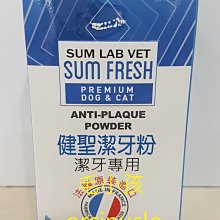 SUM LAB VET
SUM FRESH
PREMIUM
DOG & CAT
ANTI-PLAQUE
POWDER
健聖潔牙粉
潔牙專用